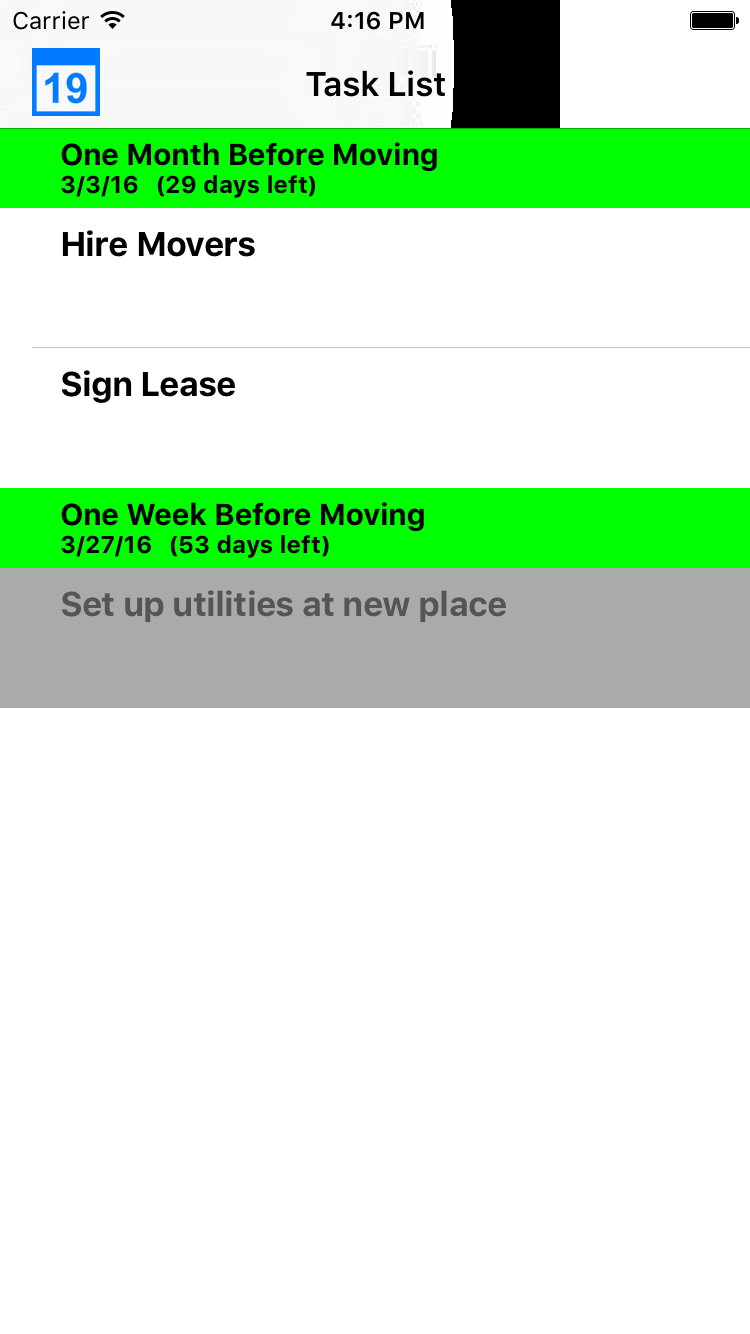 Carrier 4:16 PM
19 Task List
One Month Before Moving
3/3/16 (29 days left)
Hire Movers
Sign Lease
One Week Before Moving
3/27/16 (53 days left)
Set up utilities at new place